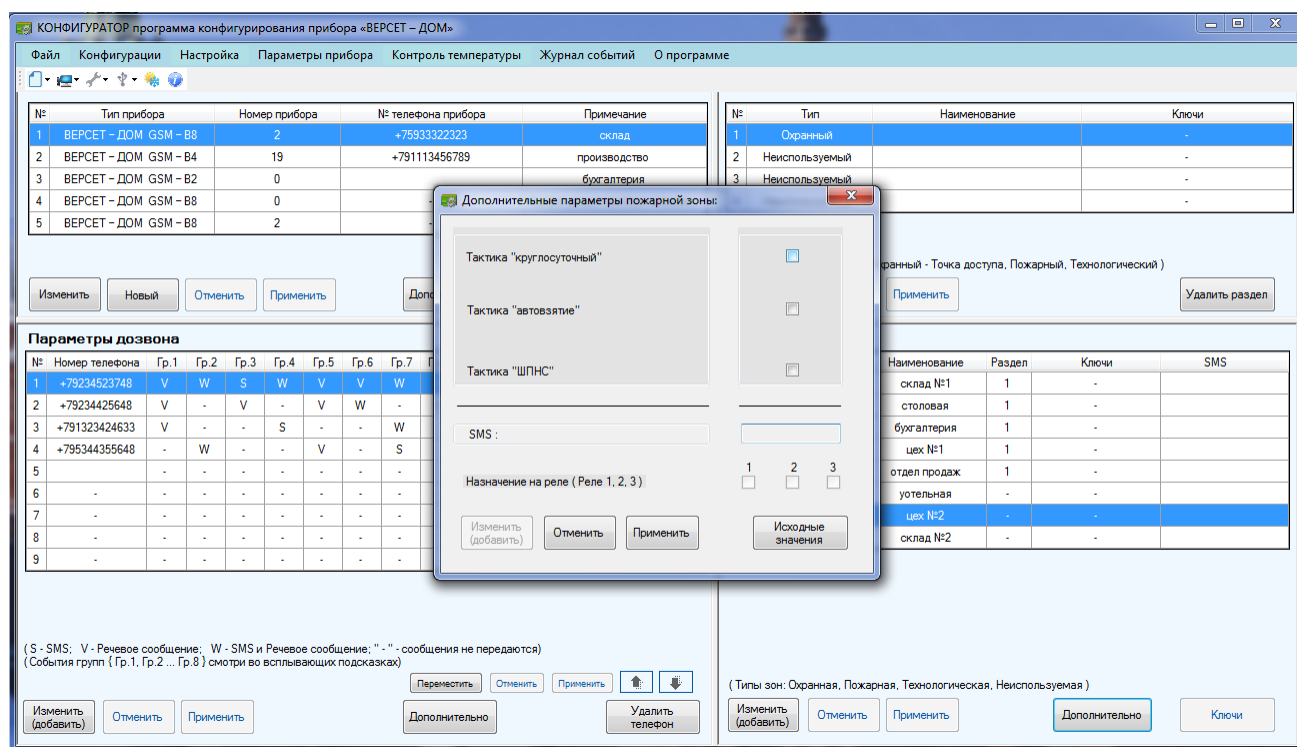 КОНФИГУРАТОР программа конфигурирования прибора «ВЕРСЕТ – ДОМ»
Файл Конфигурации Настройка Параметры прибора Контроль температуры Журнал событий О программе
№ Тип прибора Номер прибора № телефона прибора Примечание
1 ВЕРСЕТ – ДОМ GSM – В8 2 +75933322323 склад
2 ВЕРСЕТ – ДОМ GSM – В4 19 +791113456789 производство
3 ВЕРСЕТ – ДОМ GSM – В2 0 бухгалтерия
4 ВЕРСЕТ – ДОМ GSM – В8 0 -
5 ВЕРСЕТ – ДОМ GSM – В8 2 -
Изменить Новый Отменить Применить Допо
№ Тип Наименование Ключи
1 Охранный -
2 Неиспользуемый -
3 Неиспользуемый -
-
ранный - Точка доступа, Пожарный, Технологический )
Применить Удалить раздел
Дополнительные параметры пожарной зоны:
Тактика "круглосуточный"
Тактика "автовзятие"
Тактика "ШПНС"
SMS :
1 2 3
Назначение на реле ( Реле 1, 2, 3 )
Изменить (добавить) Отменить Применить Исходные значения
Параметры дозвона
№ Номер телефона Гр.1 Гр.2 Гр.3 Гр.4 Гр.5 Гр.6 Гр.7 Г
1 +79234523748 V W S W V V W
2 +79234425648 V - V - V W -
3 +791323424633 V - - S - - W
4 +795344355648 - W - - V - S
5 - - - - - - -
6 - - - - - - - -
7 - - - - - - - -
8 - - - - - - - -
9 - - - - - - - -
( S - SMS; V - Речевое сообщение; W - SMS и Речевое сообщение; " - " - сообщения не передаются)
( События групп { Гр.1, Гр.2 ... Гр.8 } смотри во всплывающих подсказках)
Переместить Отменить Применить
Изменить (добавить) Отменить Применить Дополнительно Удалить телефон
Наименование Раздел Ключи SMS
склад №1 1 -
столовая 1 -
бухгалтерия 1 -
цех №1 1 -
отдел продаж 1 -
уотельная - -
цех №2 - -
склад №2 - -
( Типы зон: Охранная, Пожарная, Технологическая, Неиспользуемая )
Изменить (добавить) Отменить Применить Дополнительно Ключи